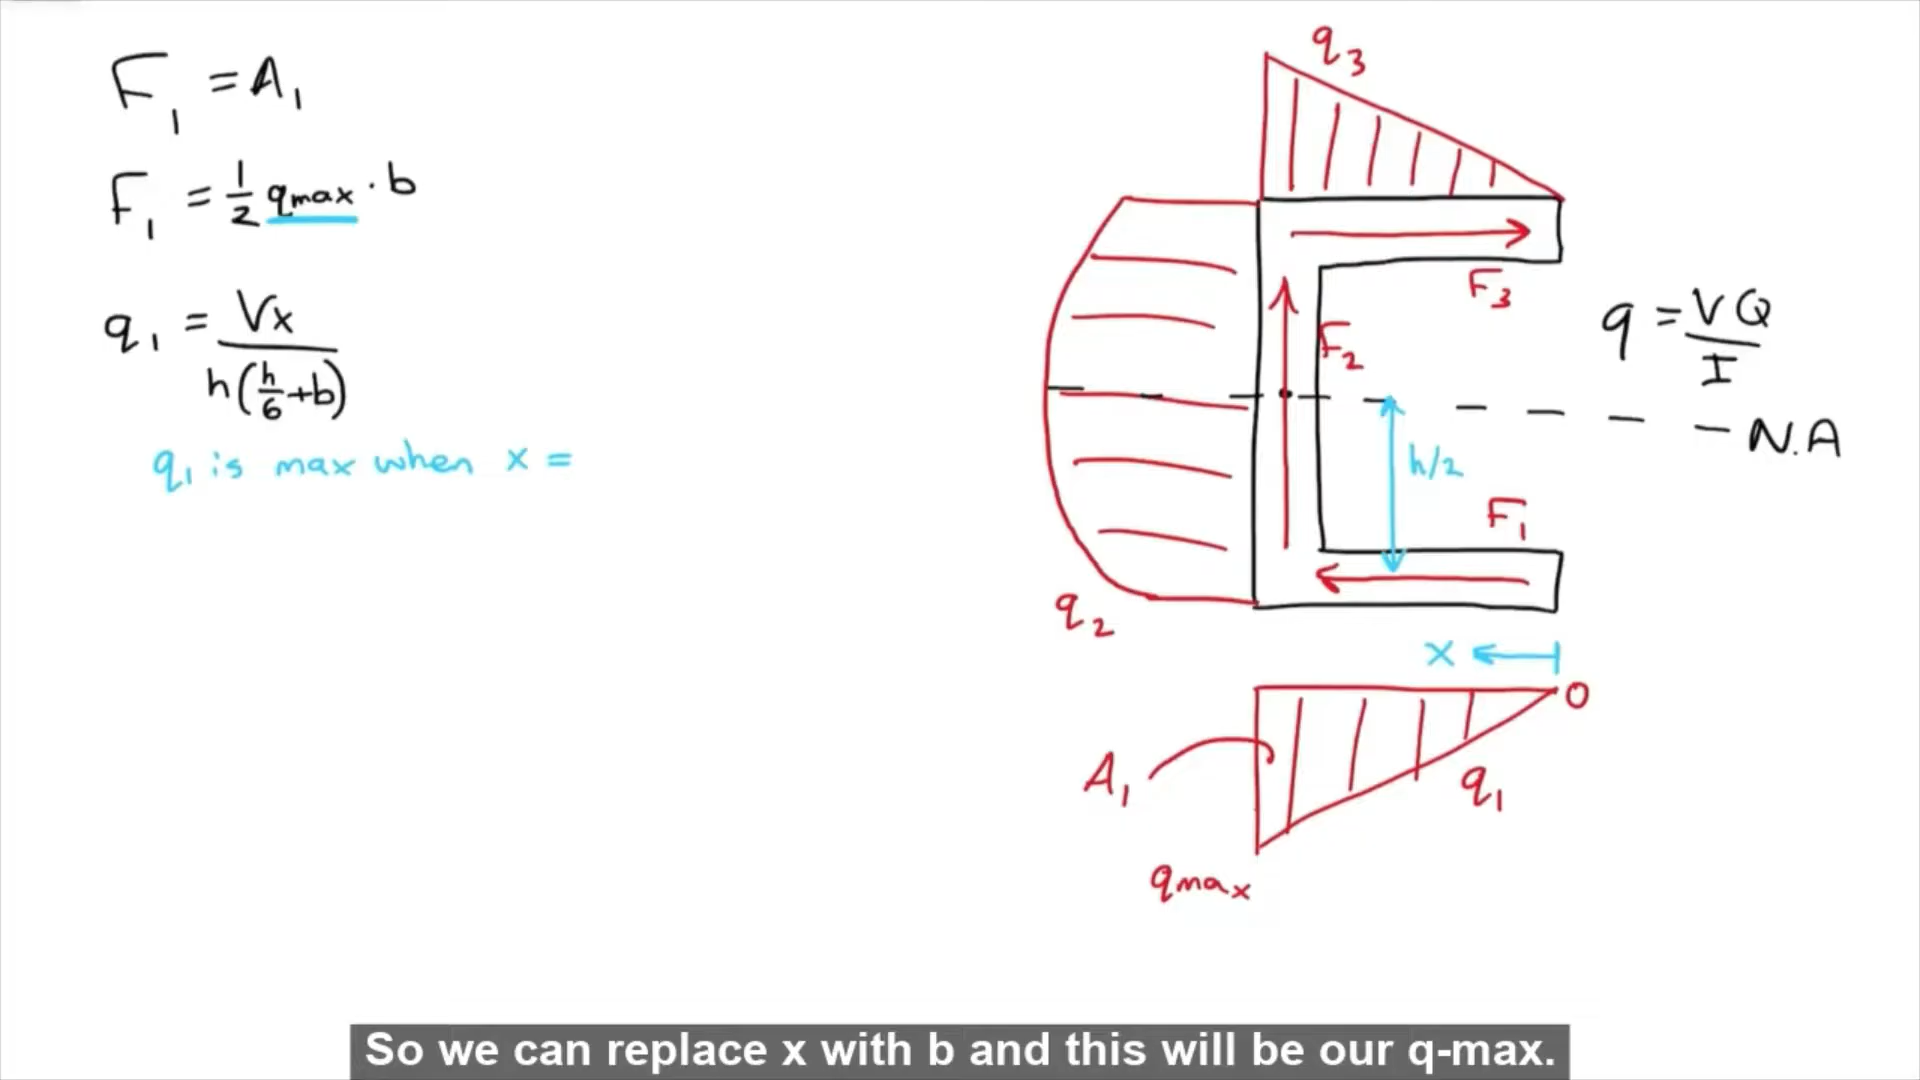 F₁ = A₁
F₁ = 1/2 qmax · b
q₁ = Vx / h(h/6 + b)
q₁ is max when x =
q₃
F₃
F₂
q = VQ / I
N.A
h/2
F₁
q₂
x
O
A₁
q₁
qmax
So we can replace x with b and this will be our q-max.